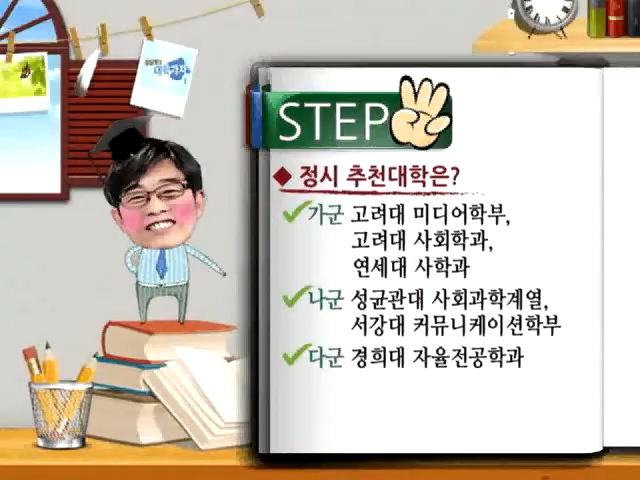 STEP
◆ 정시 추천대학은?
가군 고려대 미디어학부,
고려대 사회학과,
연세대 사학과
나군 성균관대 사회과학계열,
서강대 커뮤니케이션학부
다군 경희대 자율전공학과